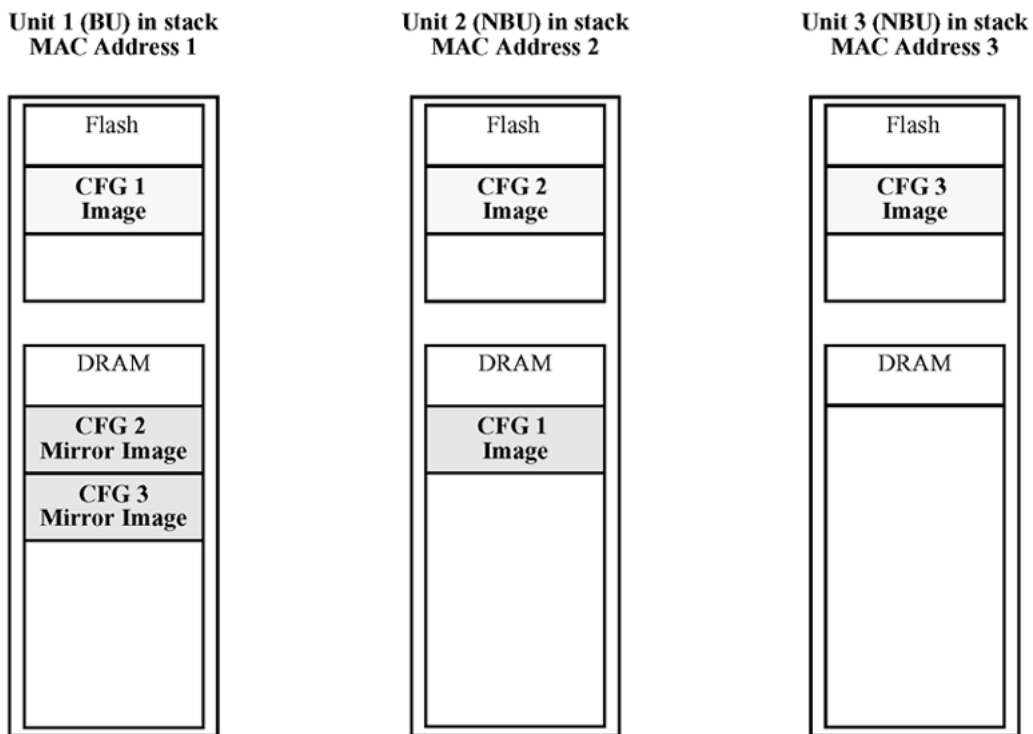 Unit 1 (BU) in stack
MAC Address 1
Unit 2 (NBU) in stack
MAC Address 2
Unit 3 (NBU) in stack
MAC Address 3
Flash
CFG 1
Image
DRAM
CFG 2
Mirror Image
CFG 3
Mirror Image
Flash
CFG 2
Image
DRAM
CFG 1
Image
Flash
CFG 3
Image
DRAM